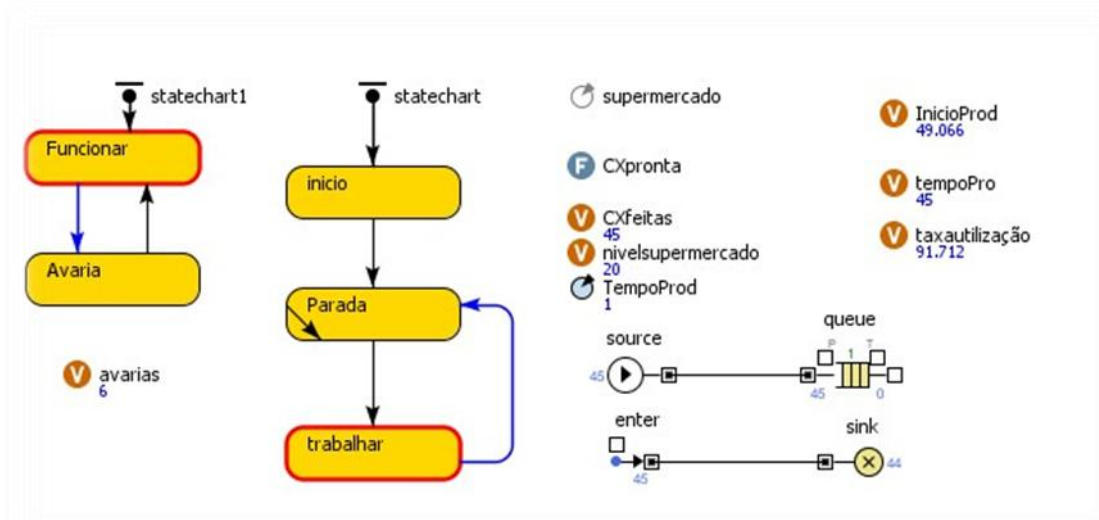 statechart1
Funcionar
Avaria
V avarias
6
statechart
inicio
Parada
trabalhar
supermercado
F CXpronta
V CXfeitas
45
V nivelsupermercado
20
TempoProd
1
V InicioProd
49.066
V tempoPro
45
V taxautilização
91.712
source
45
queue
P 1 T
45 0
enter
45
sink
44